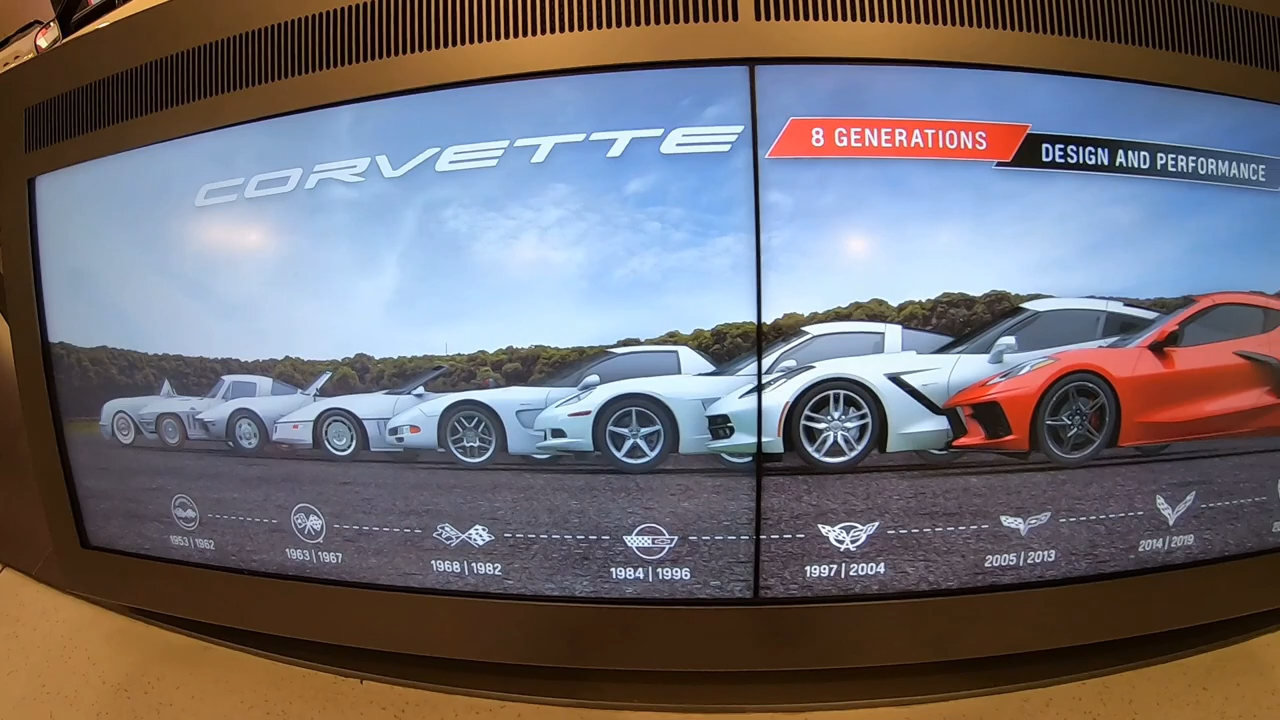 CORVETTE
8 GENERATIONS
DESIGN AND PERFORMANCE
1953 | 1962
1963 | 1967
1968 | 1982
1984 | 1996
1997 | 2004
2005 | 2013
2014 | 2019